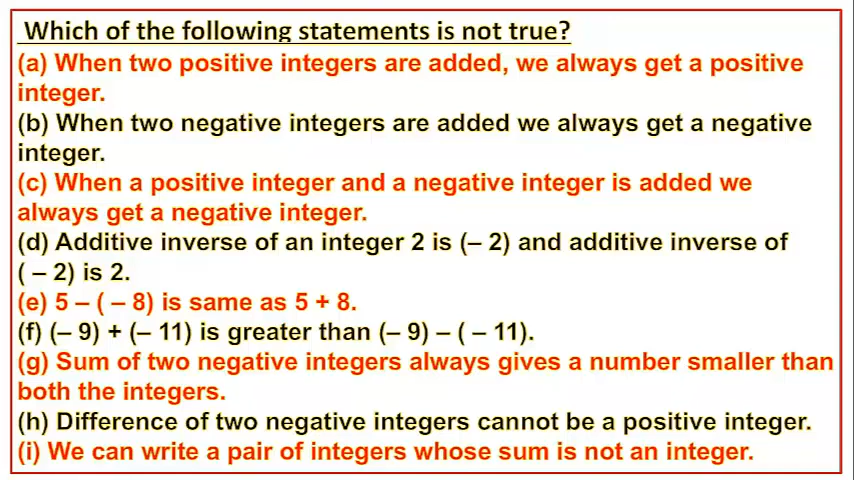 Which of the following statements is not true?
(a) When two positive integers are added, we always get a positive
integer.
(b) When two negative integers are added we always get a negative
integer.
(c) When a positive integer and a negative integer is added we
always get a negative integer.
(d) Additive inverse of an integer 2 is (– 2) and additive inverse of
( – 2) is 2.
(e) 5 – ( – 8) is same as 5 + 8.
(f) (– 9) + (– 11) is greater than (– 9) – ( – 11).
(g) Sum of two negative integers always gives a number smaller than
both the integers.
(h) Difference of two negative integers cannot be a positive integer.
(i) We can write a pair of integers whose sum is not an integer.